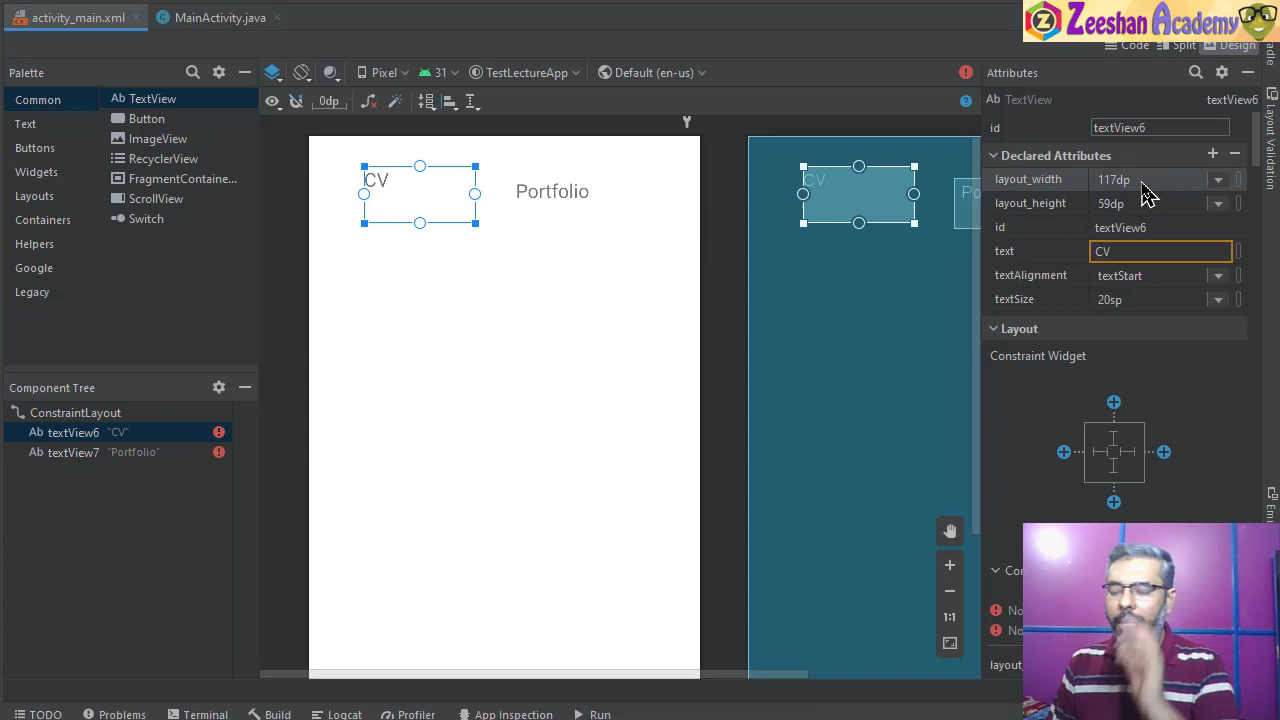 activity_main.xml
MainActivity.java
Zeeshan Academy
Code
Split
Design
Palette
Pixel
31
TestLectureApp
Default (en-us)
Attributes
Common
Text
Buttons
Widgets
Layouts
Containers
Helpers
Google
Legacy
Ab TextView
Button
ImageView
RecyclerView
FragmentContaine...
ScrollView
Switch
0dp
CV
Portfolio
CV
Po
1:1
Component Tree
ConstraintLayout
Ab textView6 "CV"
Ab textView7 "Portfolio"
Ab TextView
textView6
id
textView6
Declared Attributes
layout_width
117dp
layout_height
59dp
id
textView6
text
CV
textAlignment
textStart
textSize
20sp
Layout
Constraint Widget
Layout Validation
TODO
Problems
Terminal
Build
Logcat
Profiler
App Inspection
Run